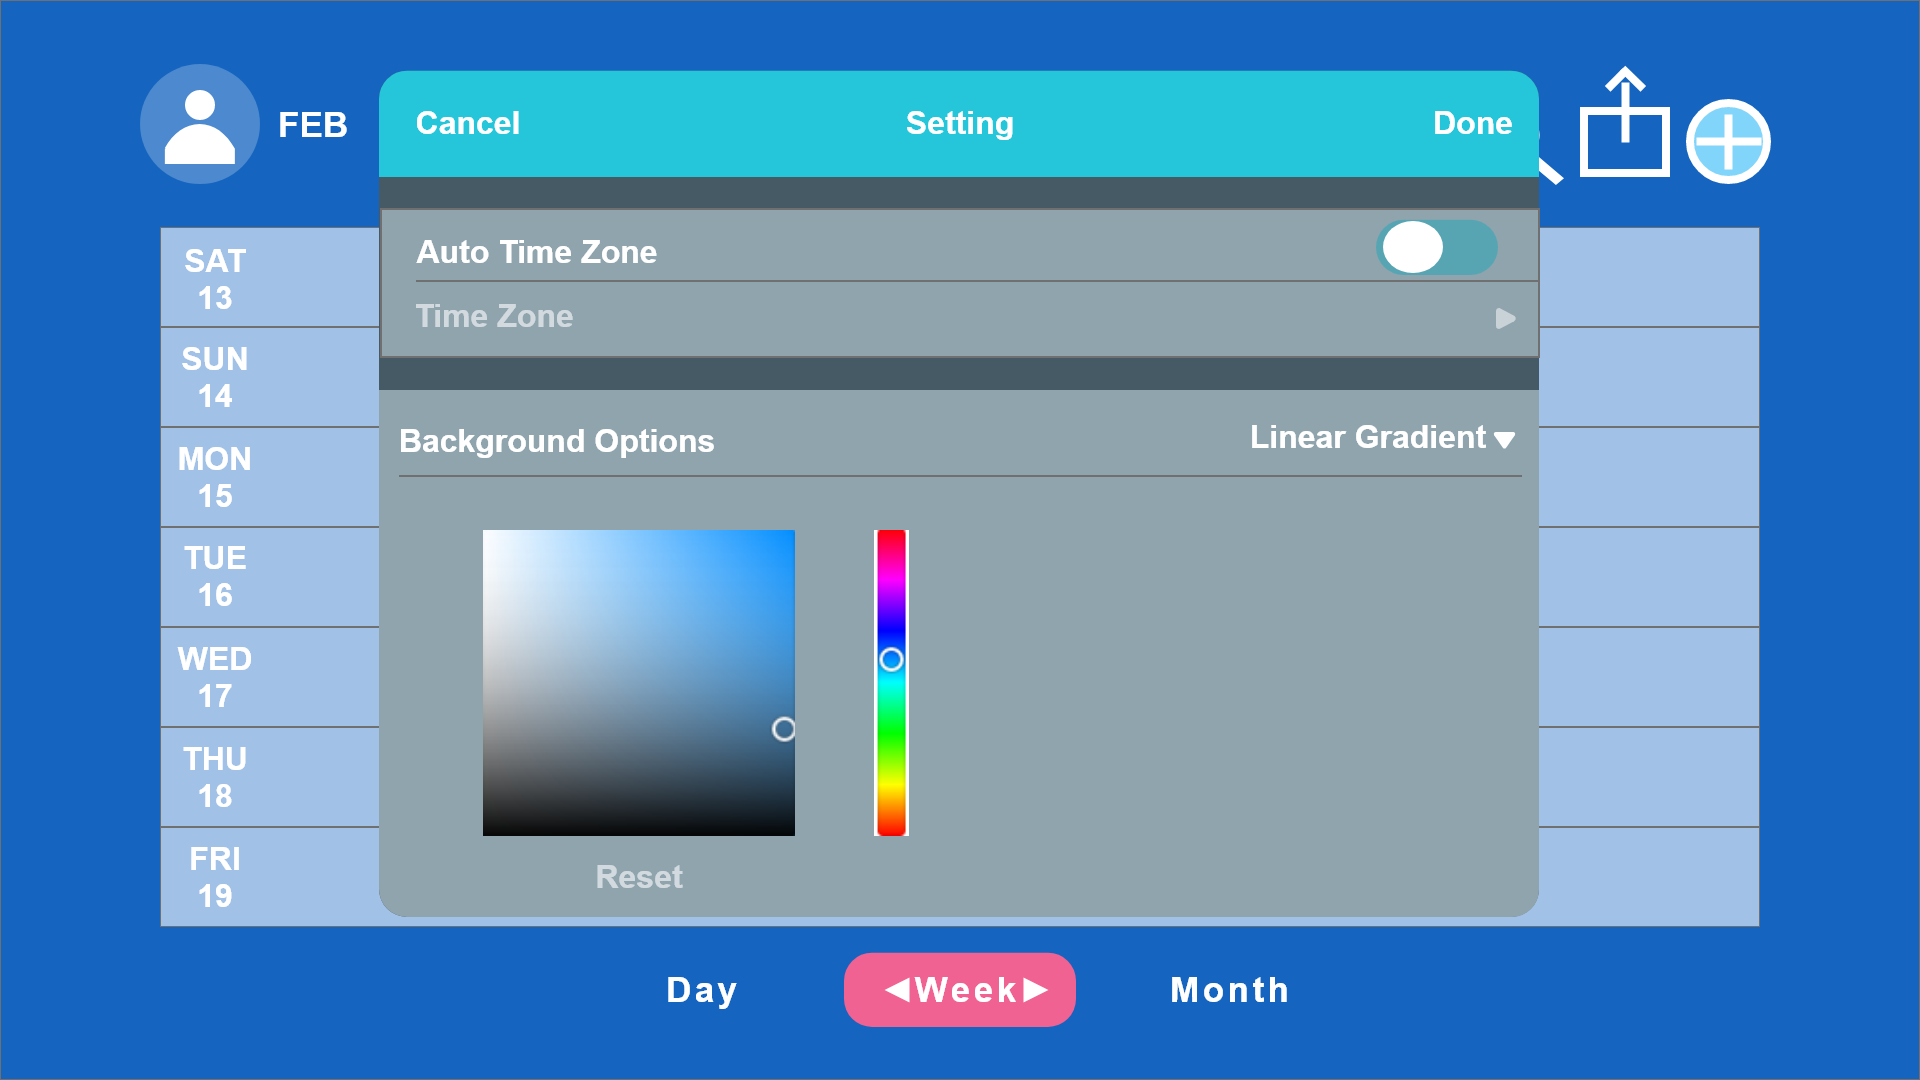 FEB
Cancel
Setting
Done
Auto Time Zone
Time Zone
Background Options
Linear Gradient
Reset
SAT
13
SUN
14
MON
15
TUE
16
WED
17
THU
18
FRI
19
Day
Week
Month